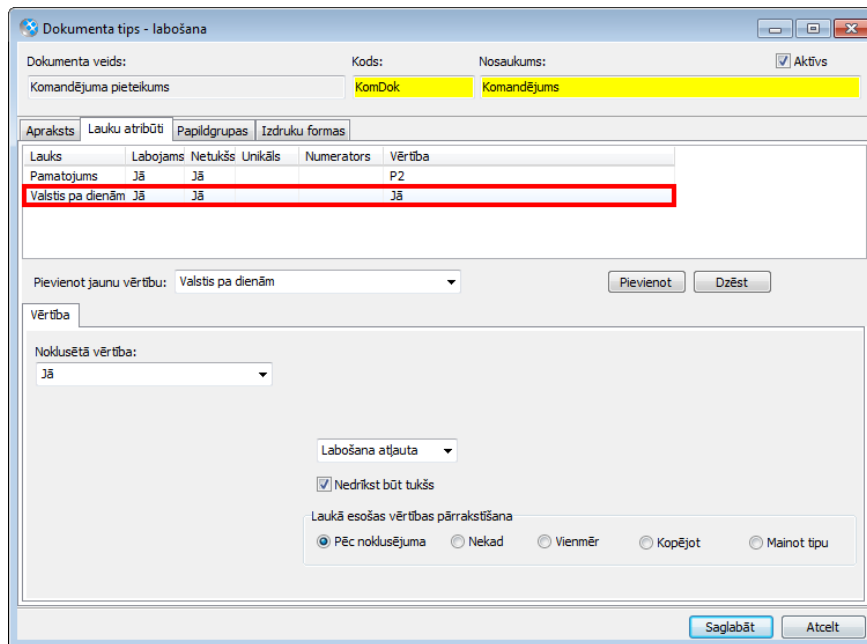 Dokumenta tips - labošana
Dokumenta veids: Kods: Nosaukums: Aktīvs
Komandējuma pieteikums KomDok Komandējums
Apraksts Lauku atribūti Papildgrupas Izdruku formas
Lauks Labojams Netukšs Unikāls Numerators Vērtība
Pamatojums Jā Jā P2
Valstis pa dienām Jā Jā Jā
Pievienot jaunu vērtību: Valstis pa dienām Pievienot Dzēst
Vērtība
Noklusētā vērtība:
Jā
Labošana atļauta
Nedrīkst būt tukšs
Laukā esošas vērtības pārrakstīšana
Pēc noklusējuma Nekad Vienmēr Kopējot Mainot tipu
Saglabāt Atcelt